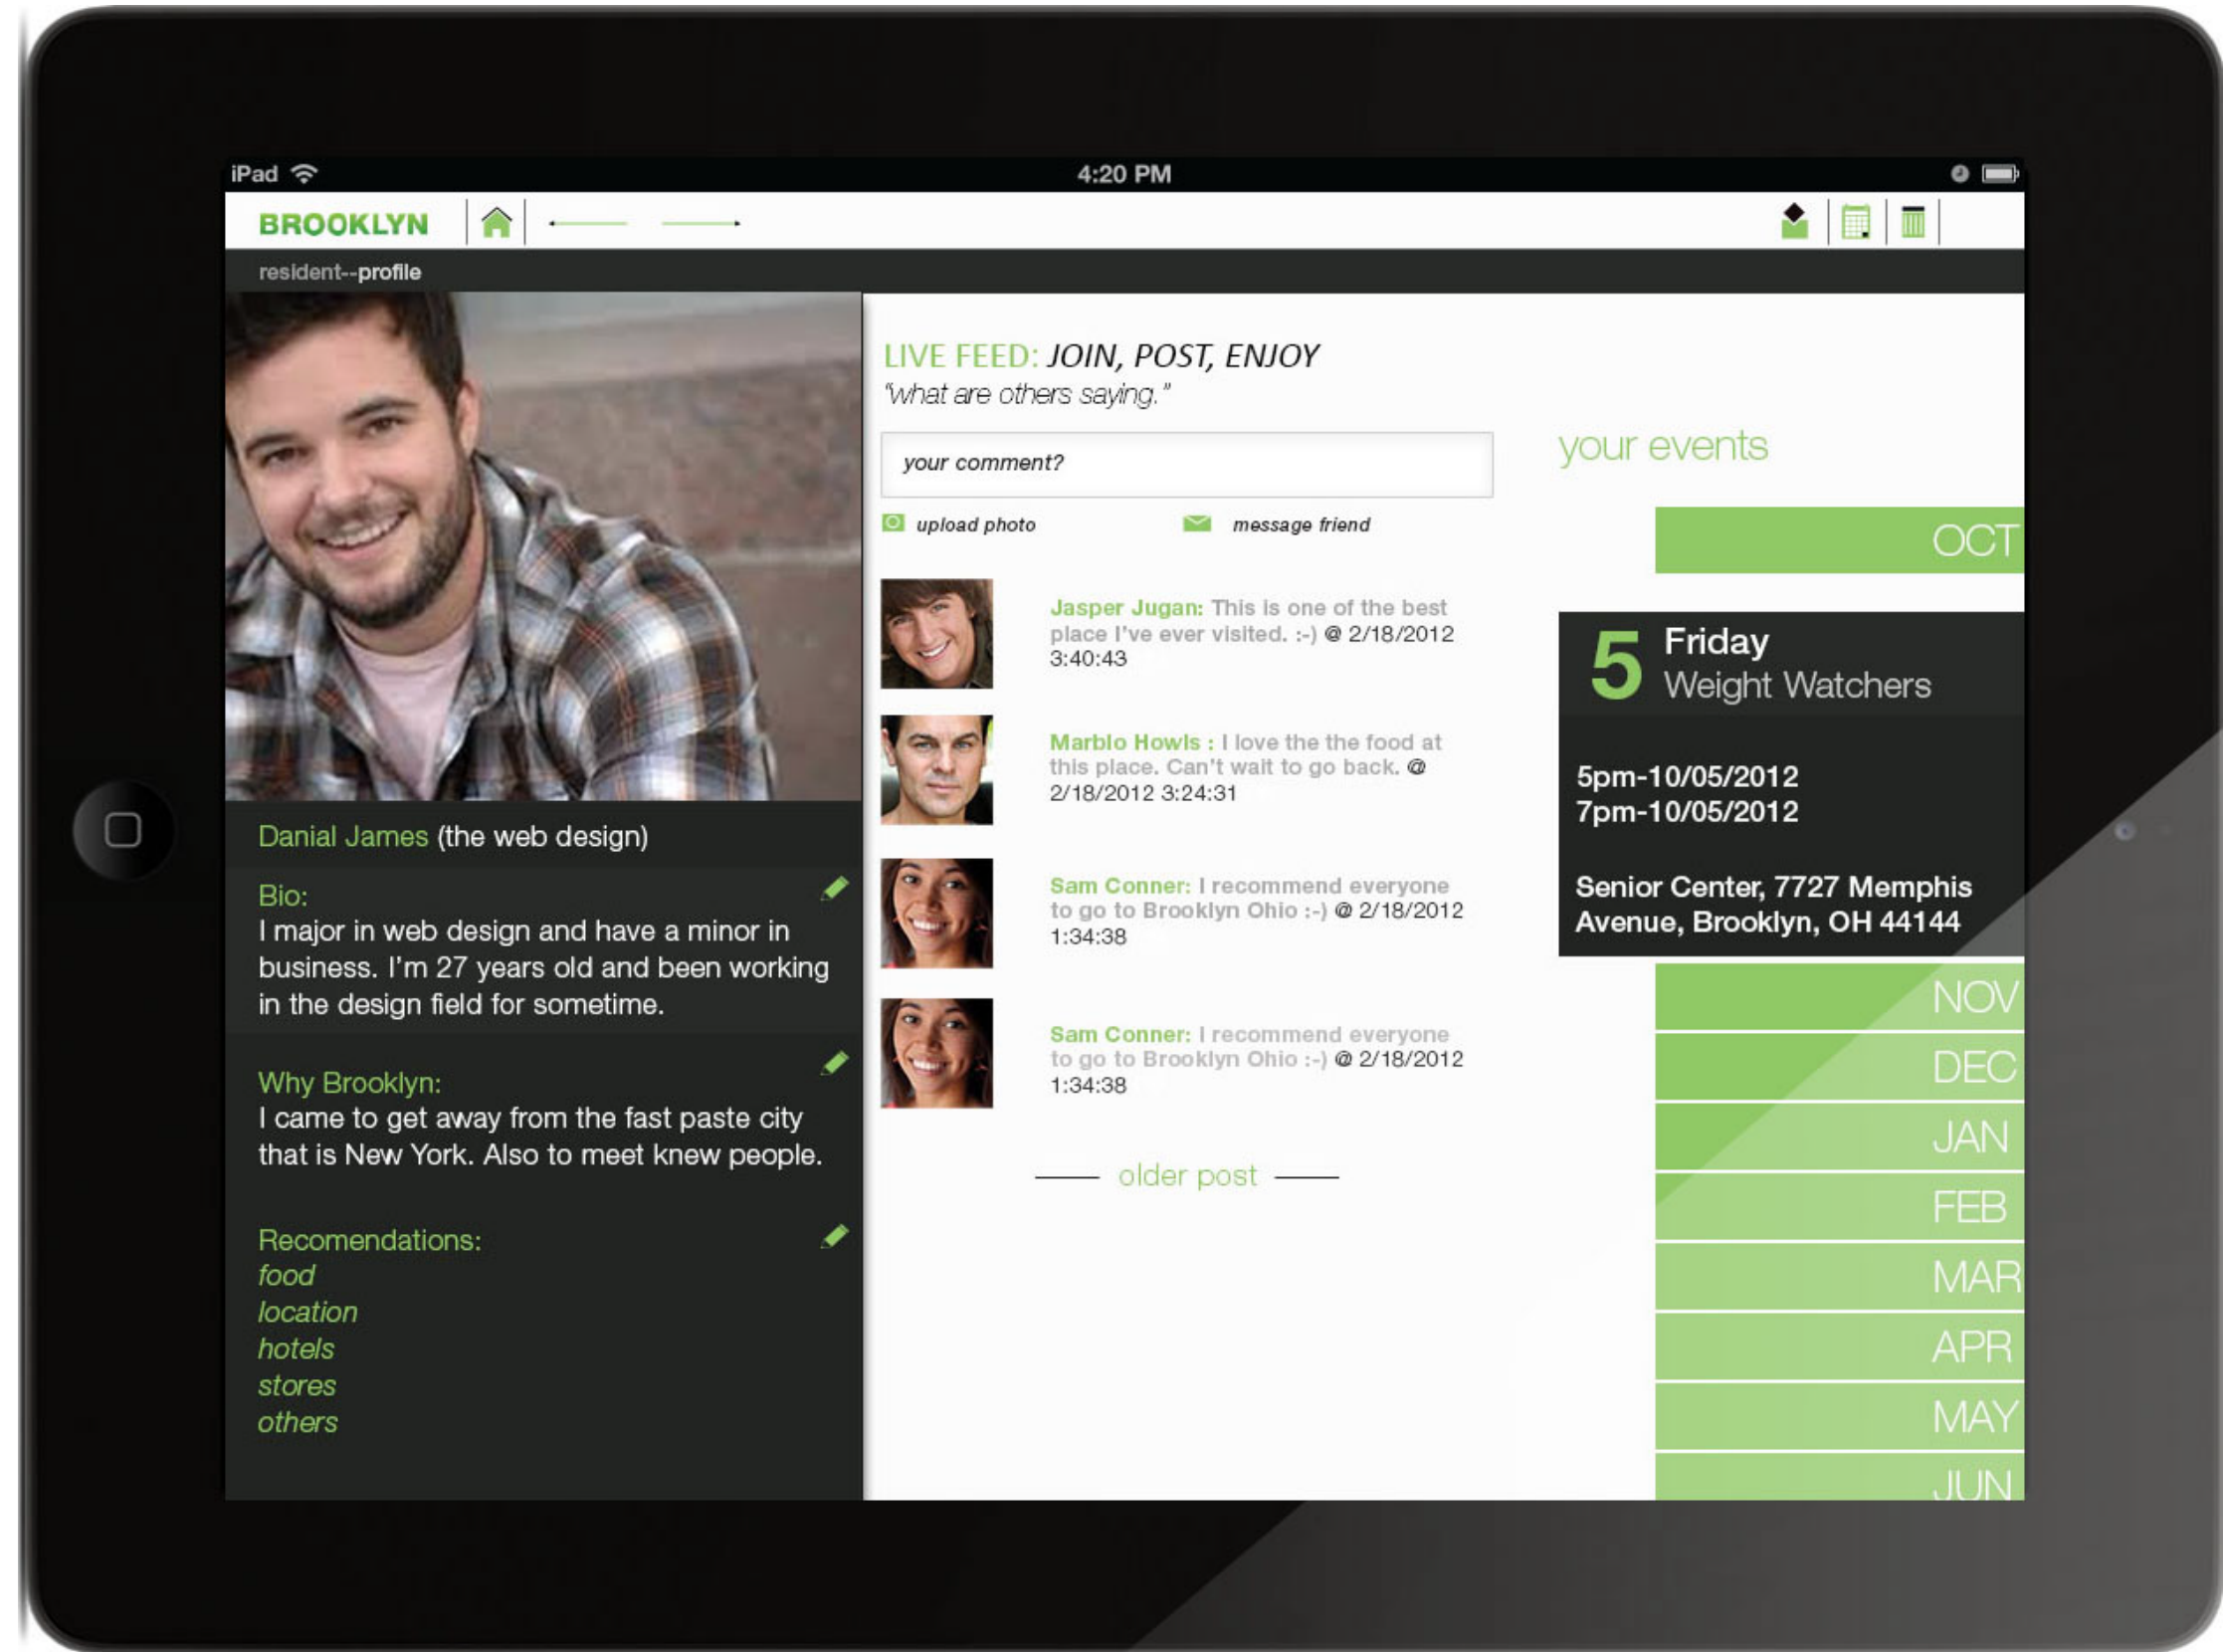 iPad
4:20 PM
BROOKLYN
resident--profile
Danial James (the web design)
Bio:
I major in web design and have a minor in
business. I'm 27 years old and been working
in the design field for sometime.
Why Brooklyn:
I came to get away from the fast paste city
that is New York. Also to meet knew people.
Recomendations:
food
location
hotels
stores
others
LIVE FEED: JOIN, POST, ENJOY
"what are others saying."
your comment?
upload photo
message friend
Jasper Jugan: This is one of the best
place I've ever visited. :-) @ 2/18/2012
3:40:43
Marblo Howls : I love the the food at
this place. Can't wait to go back. @
2/18/2012 3:24:31
Sam Conner: I recommend everyone
to go to Brooklyn Ohio :-) @ 2/18/2012
1:34:38
Sam Conner: I recommend everyone
to go to Brooklyn Ohio :-) @ 2/18/2012
1:34:38
older post
your events
OCT
5 Friday
Weight Watchers
5pm-10/05/2012
7pm-10/05/2012
Senior Center, 7727 Memphis
Avenue, Brooklyn, OH 44144
NOV
DEC
JAN
FEB
MAR
APR
MAY
JUN